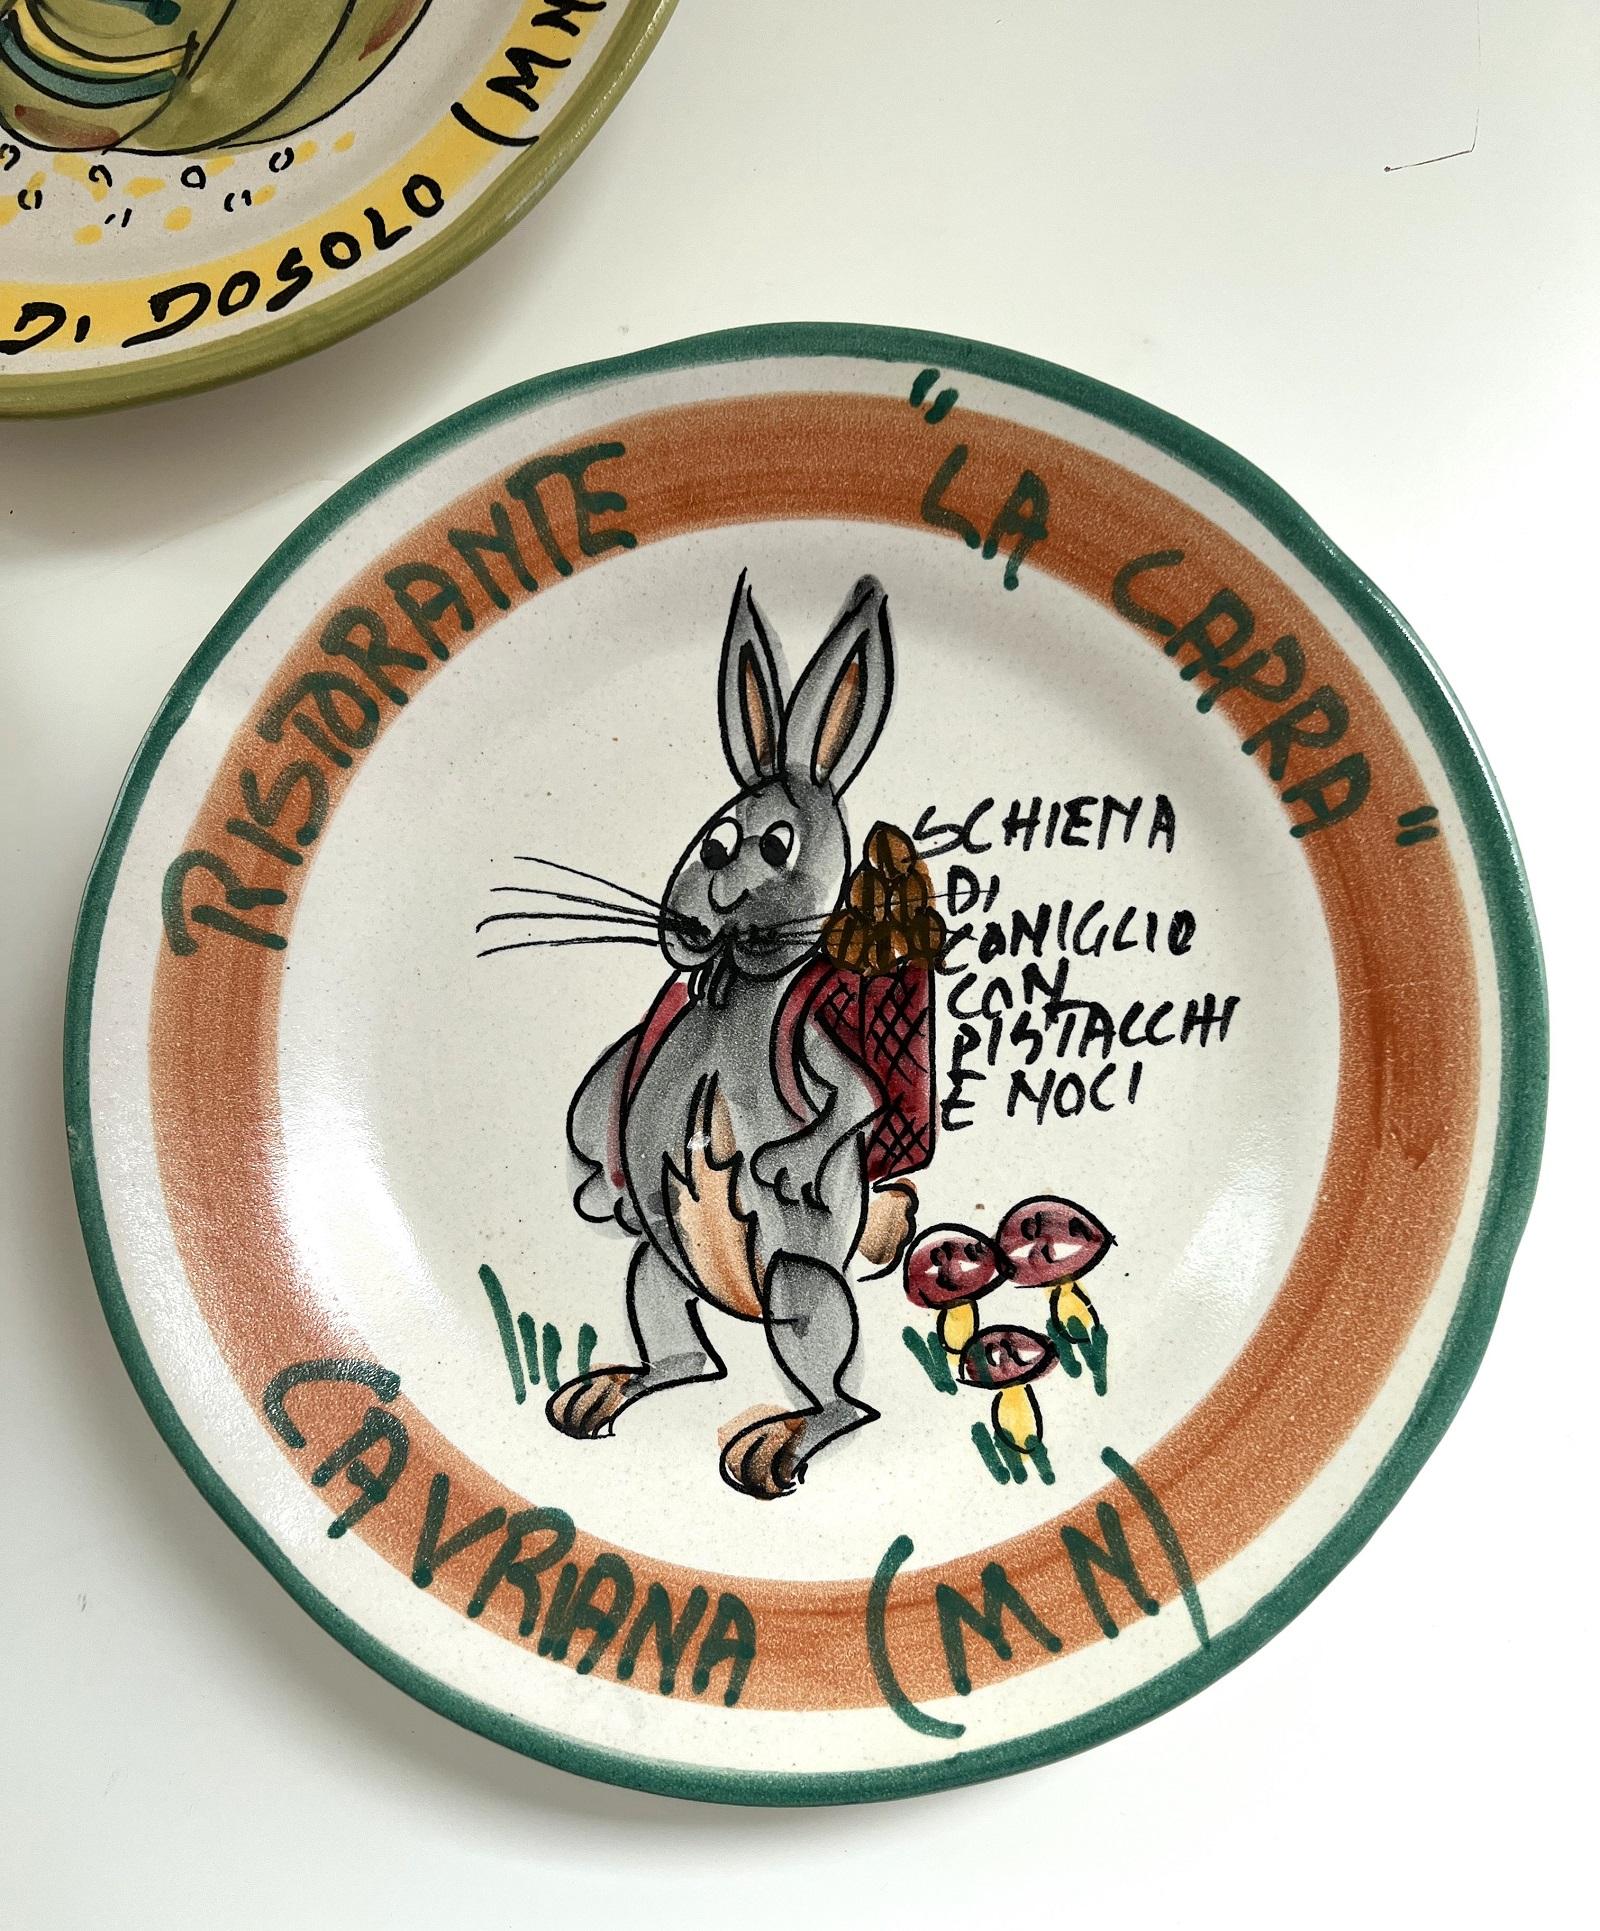 DI DOSOLO (MN
RISTORANTE "LA CAPRA"
SCHIENA
DI
CONIGLIO
CON
PISTACCHI
E NOCI
CAVRIANA (MN)